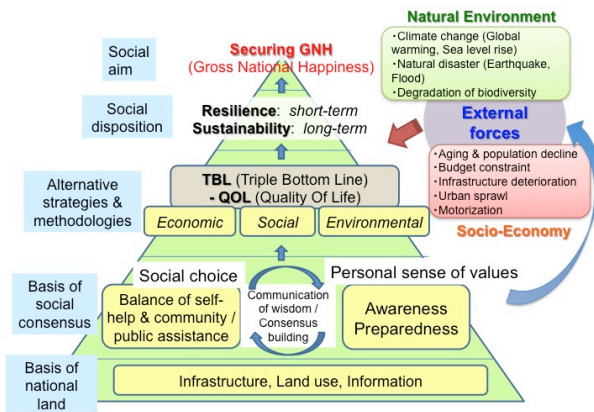 Natural Environment
・Climate change (Global
warming, Sea level rise)
・Natural disaster (Earthquake,
Flood)
・Degradation of biodiversity
External
forces
・Aging & population decline
・Budget constraint
・Infrastructure deterioration
・Urban sprawl
・Motorization
Socio-Economy
Social
aim
Securing GNH
(Gross National Happiness)
Social
disposition
Resilience: short-term
Sustainability: long-term
Alternative
strategies &
methodologies
TBL (Triple Bottom Line)
- QOL (Quality Of Life)
Economic
Social
Environmental
Basis of
social
consensus
Social choice
Balance of self-
help & community /
public assistance
Communication
of wisdom /
Consensus
building
Personal sense of values
Awareness
Preparedness
Basis of
national
land
Infrastructure, Land use, Information